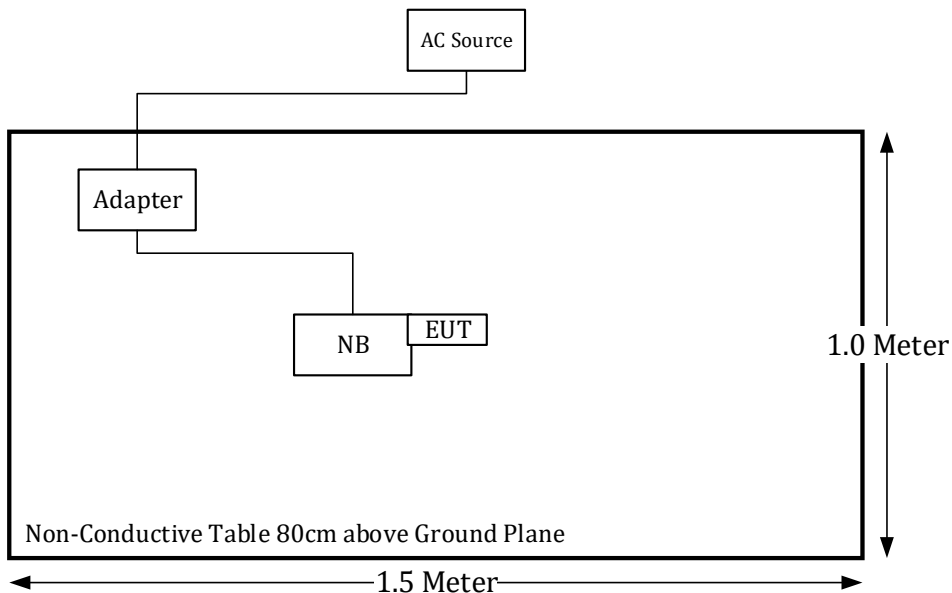 AC Source
Adapter
EUT
NB
1.0 Meter
Non-Conductive Table 80cm above Ground Plane
1.5 Meter